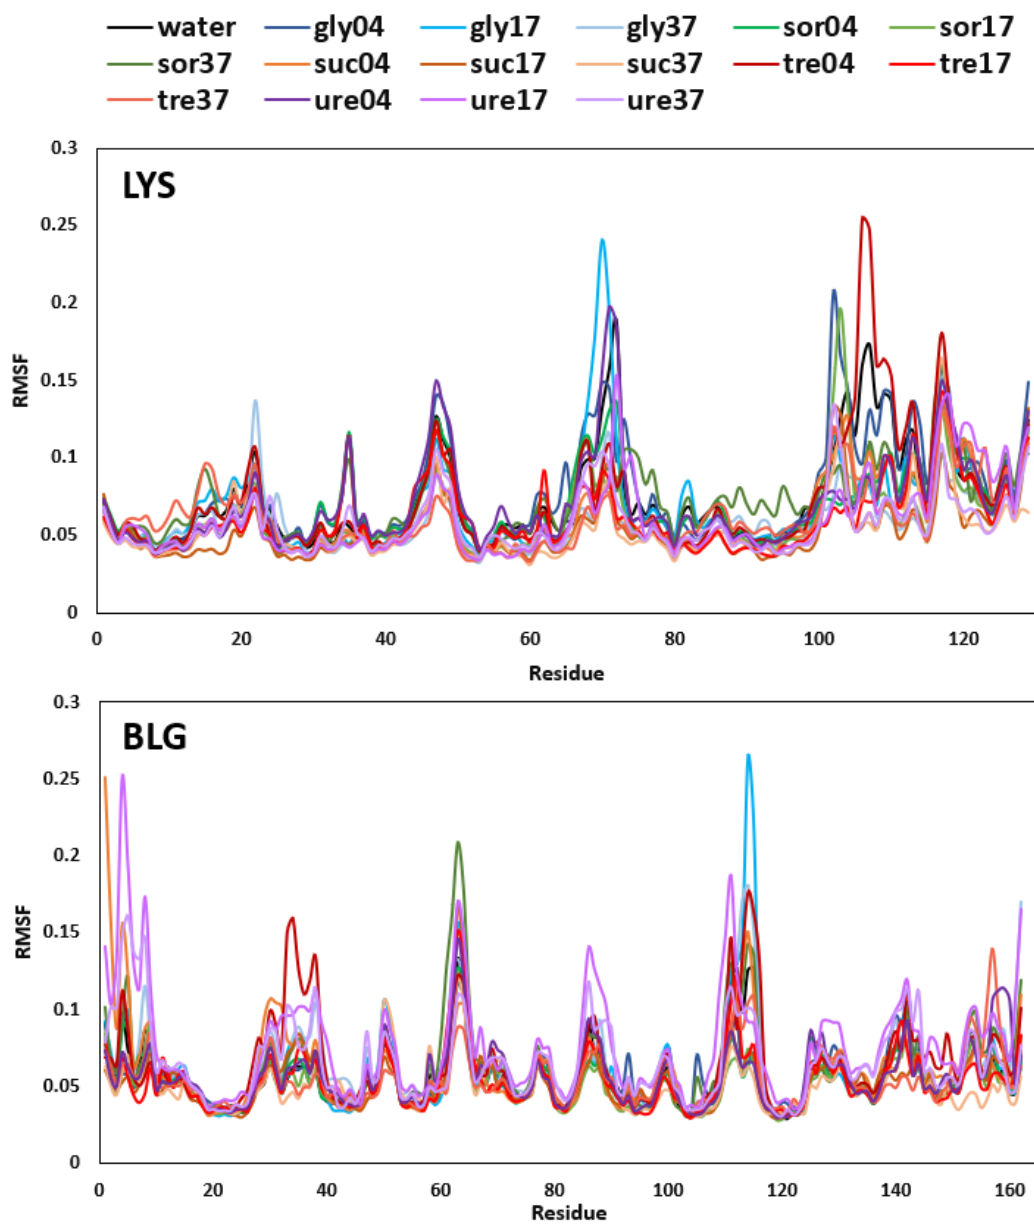 water gly04 gly17 gly37 sor04 sor17
sor37 suc04 suc17 suc37 tre04 tre17
tre37 ure04 ure17 ure37
0.3
LYS
0.25
0.2
0.15
RMSF
0.1
0.05
0
0 20 40 60 80 100 120
Residue
0.3
BLG
0.25
0.2
0.15
RMSF
0.1
0.05
0
0 20 40 60 80 100 120 140 160
Residue